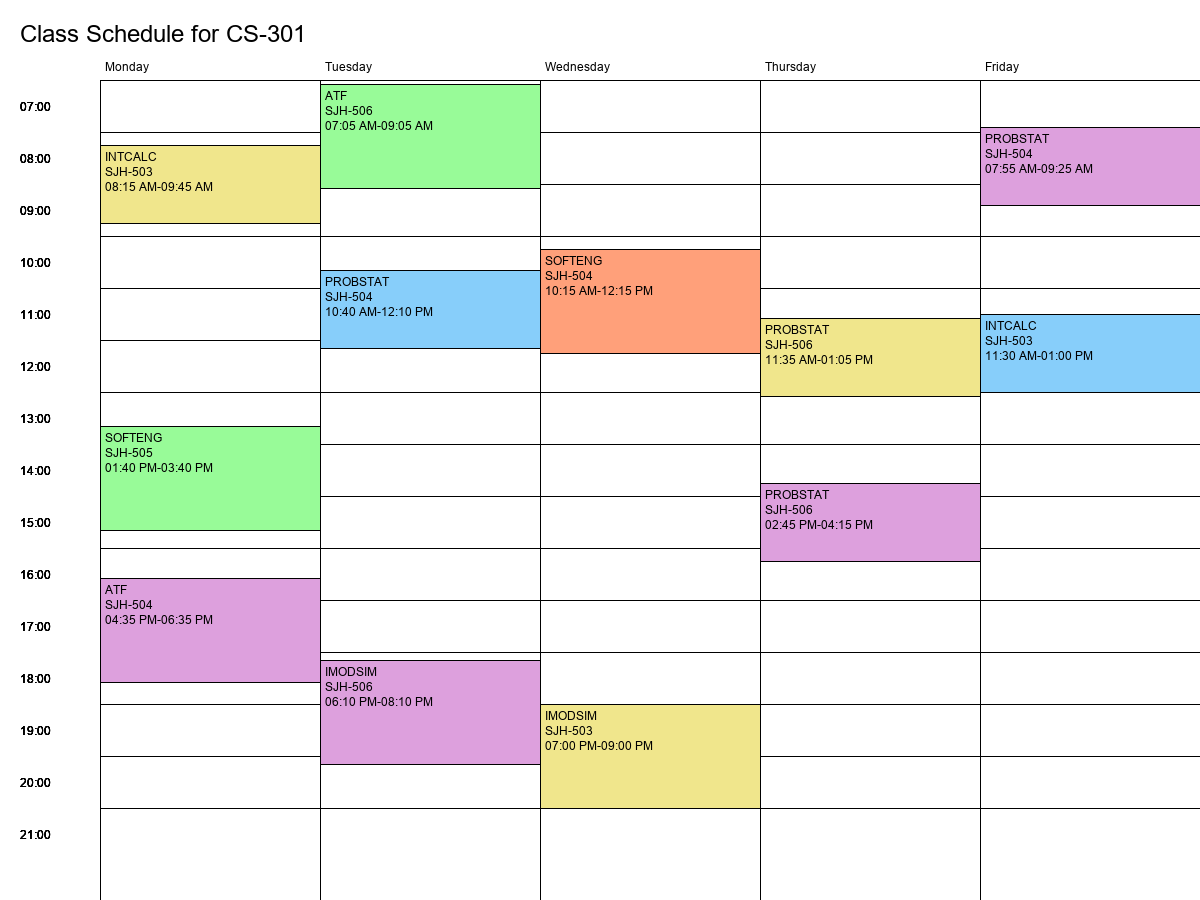 Class Schedule for CS-301
Monday
Tuesday
Wednesday
Thursday
Friday
07:00
08:00
09:00
10:00
11:00
12:00
13:00
14:00
15:00
16:00
17:00
18:00
19:00
20:00
21:00
INTCALC
SJH-503
08:15 AM-09:45 AM
SOFTENG
SJH-505
01:40 PM-03:40 PM
ATF
SJH-504
04:35 PM-06:35 PM
ATF
SJH-506
07:05 AM-09:05 AM
PROBSTAT
SJH-504
10:40 AM-12:10 PM
IMODSIM
SJH-506
06:10 PM-08:10 PM
SOFTENG
SJH-504
10:15 AM-12:15 PM
IMODSIM
SJH-503
07:00 PM-09:00 PM
PROBSTAT
SJH-506
11:35 AM-01:05 PM
PROBSTAT
SJH-506
02:45 PM-04:15 PM
PROBSTAT
SJH-504
07:55 AM-09:25 AM
INTCALC
SJH-503
11:30 AM-01:00 PM